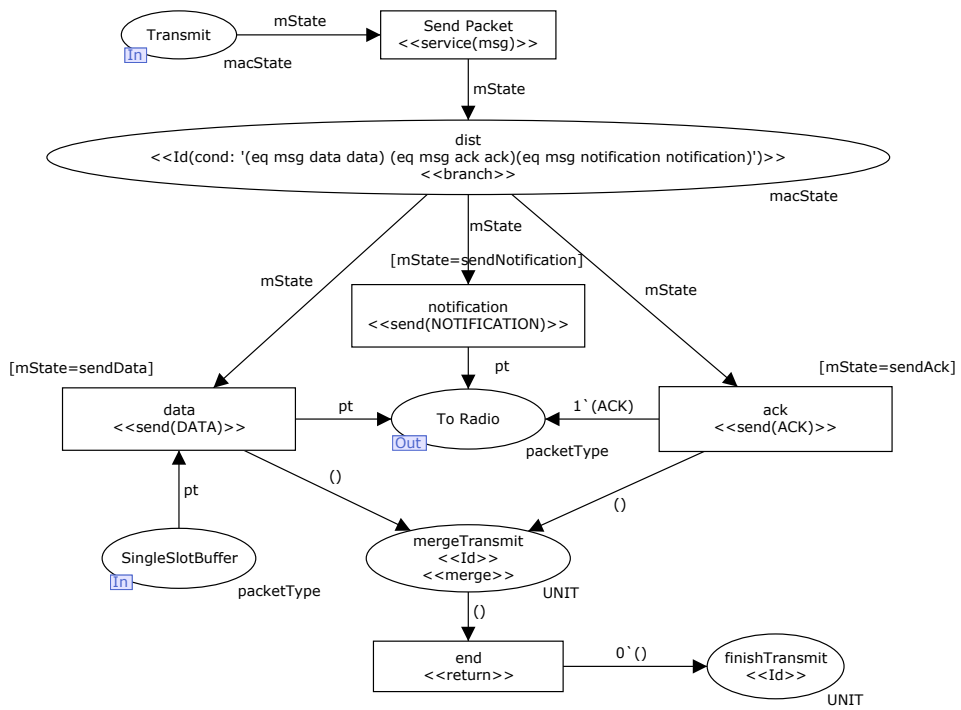 mState
Send Packet
<<service(msg)>>
Transmit
In
macState
mState
dist
<<Id(cond: '(eq msg data data) (eq msg ack ack)(eq msg notification notification)')>>
<<branch>>
macState
mState
[mState=sendNotification]
mState
mState
notification
<<send(NOTIFICATION)>>
[mState=sendData]
pt
[mState=sendAck]
data
<<send(DATA)>>
pt
To Radio
Out
packetType
1`(ACK)
ack
<<send(ACK)>>
()
pt
()
SingleSlotBuffer
In
packetType
mergeTransmit
<<Id>>
<<merge>>
UNIT
()
end
<<return>>
0`()
finishTransmit
<<Id>>
UNIT